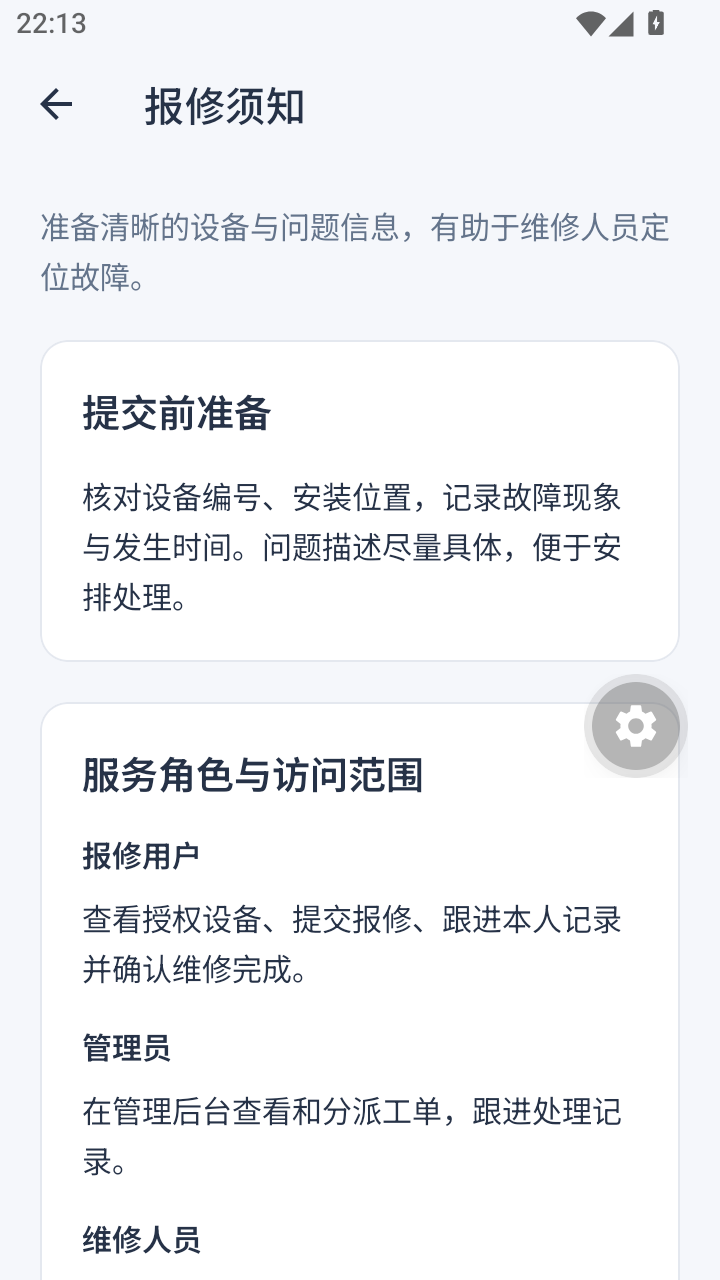 22:13
报修须知
准备清晰的设备与问题信息，有助于维修人员定
位故障。
提交前准备
核对设备编号、安装位置，记录故障现象
与发生时间。问题描述尽量具体，便于安
排处理。
服务角色与访问范围
报修用户
查看授权设备、提交报修、跟进本人记录
并确认维修完成。
管理员
在管理后台查看和分派工单，跟进处理记
录。
维修人员